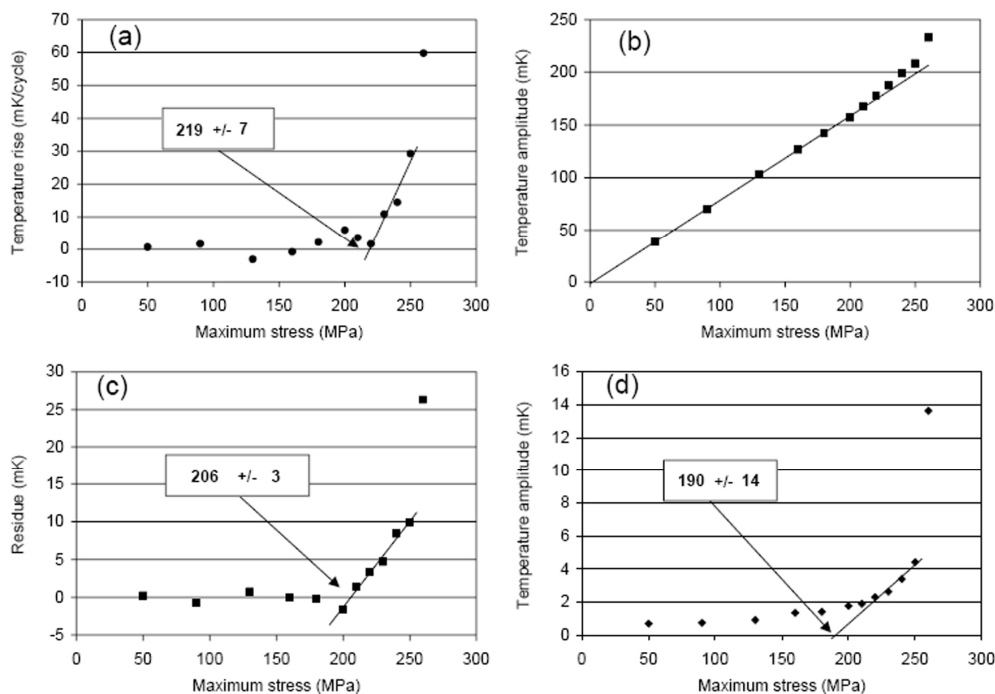 (a)
Temperature rise (mK/cycle)
70
60
50
40
30
20
10
0
-10
219 +/- 7
0 50 100 150 200 250 300
Maximum stress (MPa)
(b)
Temperature amplitude (mK)
200
150
100
50
0
0 50 100 150 200 250 300
Maximum stress (MPa)
(c)
Residue (mK)
30
25
20
15
10
5
0
-5
206 +/- 3
0 50 100 150 200 250 300
Maximum stress (MPa)
(d)
Temperature amplitude (mK)
16
14
12
10
8
6
4
2
0
190 +/- 14
0 50 100 150 200 250 300
Maximum stress (MPa)